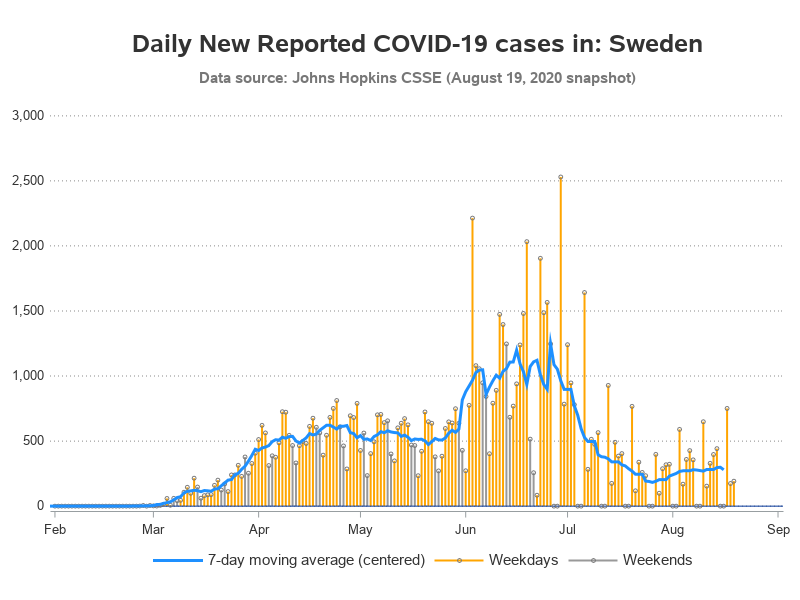 Daily New Reported COVID-19 cases in: Sweden
Data source: Johns Hopkins CSSE (August 19, 2020 snapshot)
3,000
2,500
2,000
1,500
1,000
500
0
Feb Mar Apr May Jun Jul Aug Sep
7-day moving average (centered) Weekdays Weekends